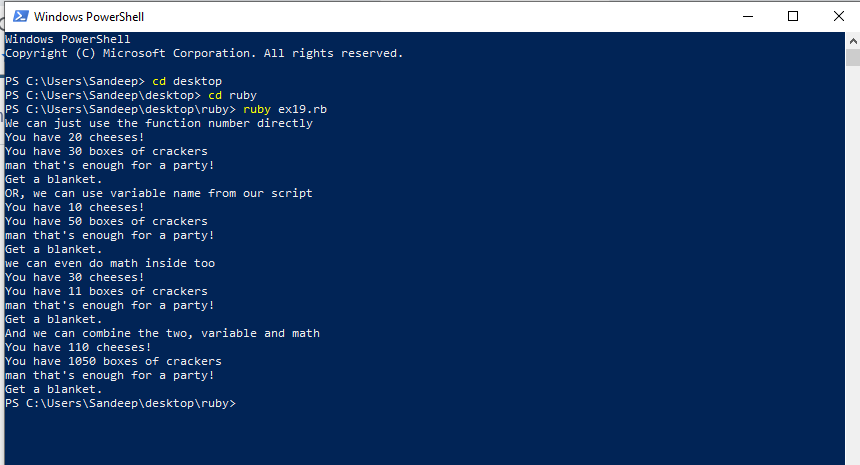 Windows PowerShell
Windows PowerShell
Copyright (C) Microsoft Corporation. All rights reserved.
PS C:\Users\Sandeep> cd desktop
PS C:\Users\Sandeep\desktop> cd ruby
PS C:\Users\Sandeep\desktop\ruby> ruby ex19.rb
We can just use the function number directly
You have 20 cheeses!
You have 30 boxes of crackers
man that's enough for a party!
Get a blanket.
OR, we can use variable name from our script
You have 10 cheeses!
You have 50 boxes of crackers
man that's enough for a party!
Get a blanket.
we can even do math inside too
You have 30 cheeses!
You have 11 boxes of crackers
man that's enough for a party!
Get a blanket.
And we can combine the two, variable and math
You have 110 cheeses!
You have 1050 boxes of crackers
man that's enough for a party!
Get a blanket.
PS C:\Users\Sandeep\desktop\ruby>